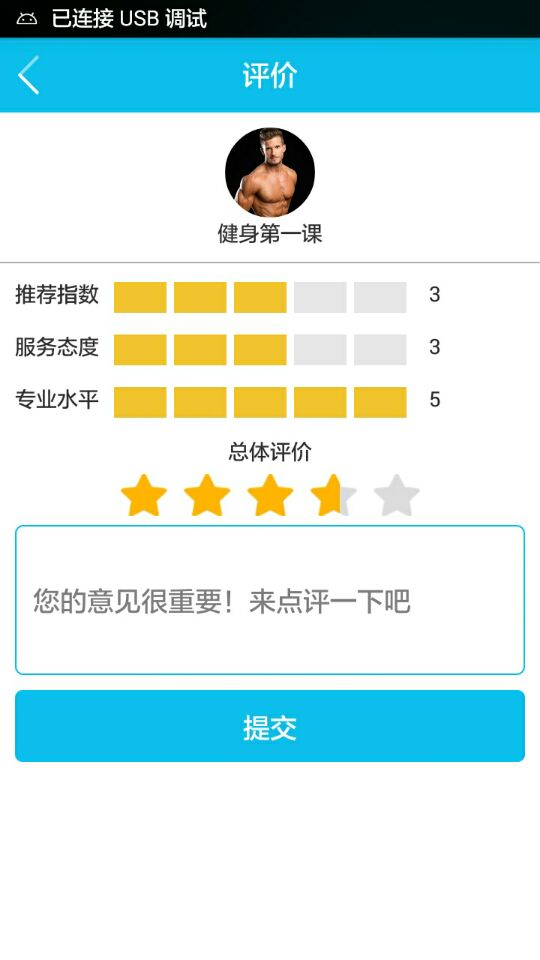 已连接 USB 调试
评价
健身第一课
推荐指数 3
服务态度 3
专业水平 5
总体评价
您的意见很重要！来点评一下吧
提交